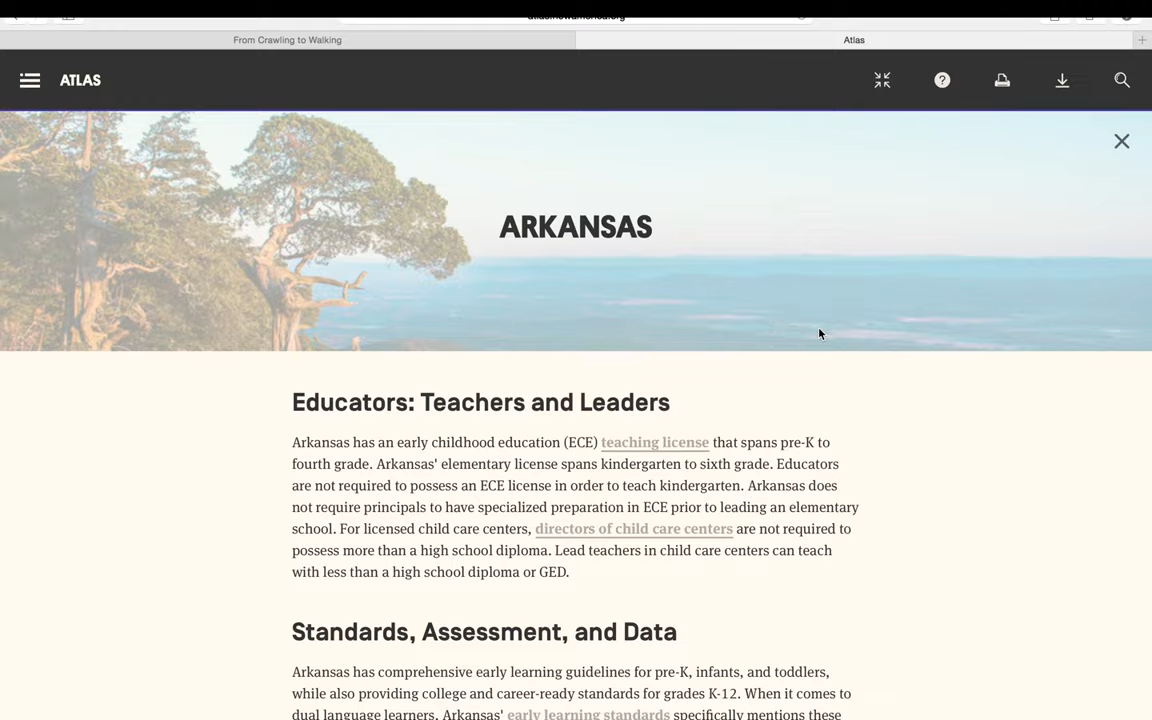 From Crawling to Walking
Atlas
ATLAS
ARKANSAS
Educators: Teachers and Leaders
Arkansas has an early childhood education (ECE) teaching license that spans pre-K to
fourth grade. Arkansas' elementary license spans kindergarten to sixth grade. Educators
are not required to possess an ECE license in order to teach kindergarten. Arkansas does
not require principals to have specialized preparation in ECE prior to leading an elementary
school. For licensed child care centers, directors of child care centers are not required to
possess more than a high school diploma. Lead teachers in child care centers can teach
with less than a high school diploma or GED.
Standards, Assessment, and Data
Arkansas has comprehensive early learning guidelines for pre-K, infants, and toddlers,
while also providing college and career-ready standards for grades K-12. When it comes to
dual language learners, Arkansas' early learning standards specifically mentions these